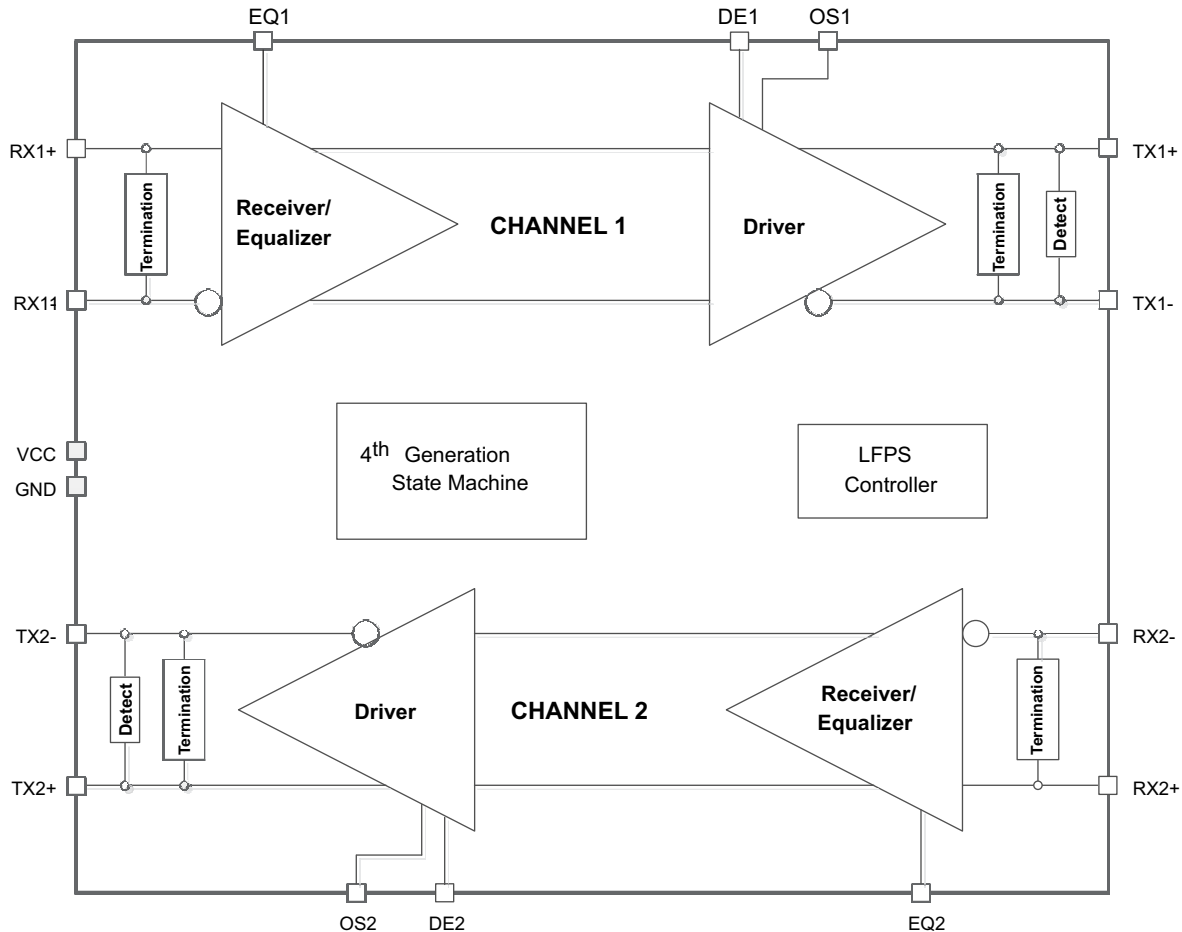 EQ1
DE1
OS1
RX1+
TX1+
Termination
Receiver/
Equalizer
CHANNEL 1
Driver
Termination
Detect
RX11
TX1-
4th Generation
State Machine
LFPS
Controller
VCC
GND
TX2-
RX2-
Detect
Termination
Driver
CHANNEL 2
Receiver/
Equalizer
Termination
TX2+
RX2+
OS2
DE2
EQ2